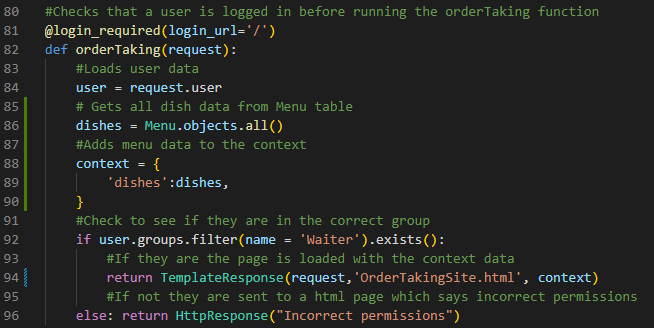 80 #Checks that a user is logged in before running the orderTaking function
81 @login_required(login_url='/')
82 def orderTaking(request):
83     #Loads user data
84     user = request.user
85     # Gets all dish data from Menu table
86     dishes = Menu.objects.all()
87     #Adds menu data to the context
88     context = {
89         'dishes':dishes,
90     }
91     #Check to see if they are in the correct group
92     if user.groups.filter(name = 'Waiter').exists():
93         #If they are the page is loaded with the context data
94         return TemplateResponse(request,'OrderTakingSite.html', context)
95         #If not they are sent to a html page which says incorrect permissions
96     else: return HttpResponse("Incorrect permissions")